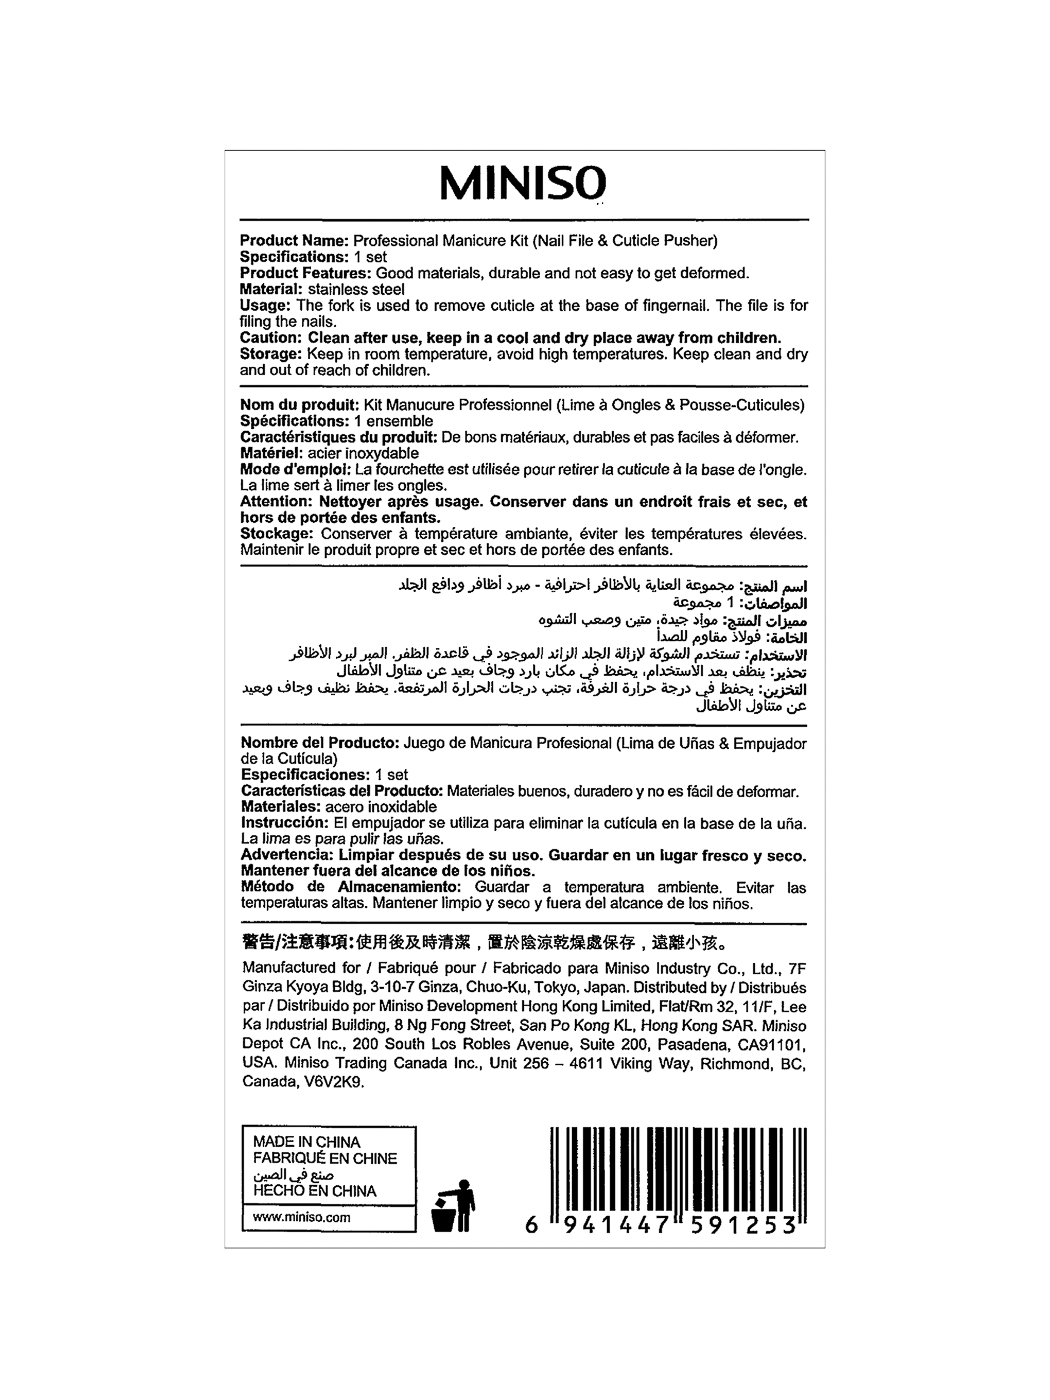 MINISO
Product Name: Professional Manicure Kit (Nail File & Cuticle Pusher)
Specifications: 1 set
Product Features: Good materials, durable and not easy to get deformed.
Material: stainless steel
Usage: The fork is used to remove cuticle at the base of fingernail. The file is for
filing the nails.
Caution: Clean after use, keep in a cool and dry place away from children.
Storage: Keep in room temperature, avoid high temperatures. Keep clean and dry
and out of reach of children.
Nom du produit: Kit Manucure Professionnel (Lime à Ongles & Pousse-Cuticules)
Spécifications: 1 ensemble
Caractéristiques du produit: De bons matériaux, durables et pas faciles à déformer.
Matériel: acier inoxydable
Mode d'emploi: La fourchette est utilisée pour retirer la cuticule à la base de l'ongle.
La lime sert à limer les ongles.
Attention: Nettoyer après usage. Conserver dans un endroit frais et sec, et
hors de portée des enfants.
Stockage: Conserver à température ambiante, éviter les températures élevées.
Maintenir le produit propre et sec et hors de portée des enfants.
اسم المنتج: مجموعة العناية بالأظافر احترافية - مبرد أظافر ودافع الجلد
المواصفات: 1 مجموعة
مميزات المنتج: مواد جيدة، متين وصعب التشوه
الخامة: فولاذ مقاوم للصدأ
الاستخدام: تستخدم الشوكة لإزالة الجلد الزائد الموجود في قاعدة الظفر. المبر لبرد الأظافر
تحذير: ينظف بعد الاستخدام، يحفظ في مكان بارد وجاف بعيد عن متناول الأطفال
التخزين: يحفظ في درجة حرارة الغرفة، تجنب درجات الحرارة المرتفعة. يحفظ نظيف وجاف وبعيد
عن متناول الأطفال
Nombre del Producto: Juego de Manicura Profesional (Lima de Uñas & Empujador
de la Cutícula)
Especificaciones: 1 set
Características del Producto: Materiales buenos, duradero y no es fácil de deformar.
Materiales: acero inoxidable
Instrucción: El empujador se utiliza para eliminar la cutícula en la base de la uña.
La lima es para pulir las uñas.
Advertencia: Limpiar después de su uso. Guardar en un lugar fresco y seco.
Mantener fuera del alcance de los niños.
Método de Almacenamiento: Guardar a temperatura ambiente. Evitar las
temperaturas altas. Mantener limpio y seco y fuera del alcance de los niños.
警告/注意事項:使用後及時清潔，置於陰涼乾燥處保存，遠離小孩。
Manufactured for / Fabriqué pour / Fabricado para Miniso Industry Co., Ltd., 7F
Ginza Kyoya Bldg, 3-10-7 Ginza, Chuo-Ku, Tokyo, Japan. Distributed by / Distribués
par / Distribuido por Miniso Development Hong Kong Limited, Flat/Rm 32, 11/F, Lee
Ka Industrial Building, 8 Ng Fong Street, San Po Kong KL, Hong Kong SAR. Miniso
Depot CA Inc., 200 South Los Robles Avenue, Suite 200, Pasadena, CA91101,
USA. Miniso Trading Canada Inc., Unit 256 – 4611 Viking Way, Richmond, BC,
Canada, V6V2K9.
MADE IN CHINA
FABRIQUÉ EN CHINE
صنع في الصين
HECHO EN CHINA
www.miniso.com
6 941447 591253